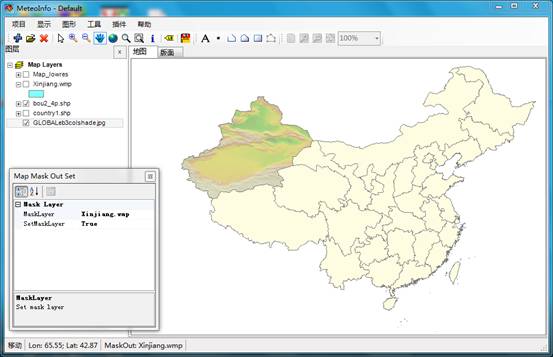 MeteoInfo - Default
项目 显示 图形 工具 插件 帮助
100%
图层 x
地图 版面
Map Layers
Map_lowres
Xinjiang.wmp
bou2_4p.shp
country1.shp
GLOBALeb3colshade.jpg
Map Mask Out Set
Mask Layer
MaskLayer Xinjiang.wmp
SetMaskLayer True
MaskLayer
Set mask layer
移动 Lon: 65.55; Lat: 42.87 MaskOut: Xinjiang.wmp